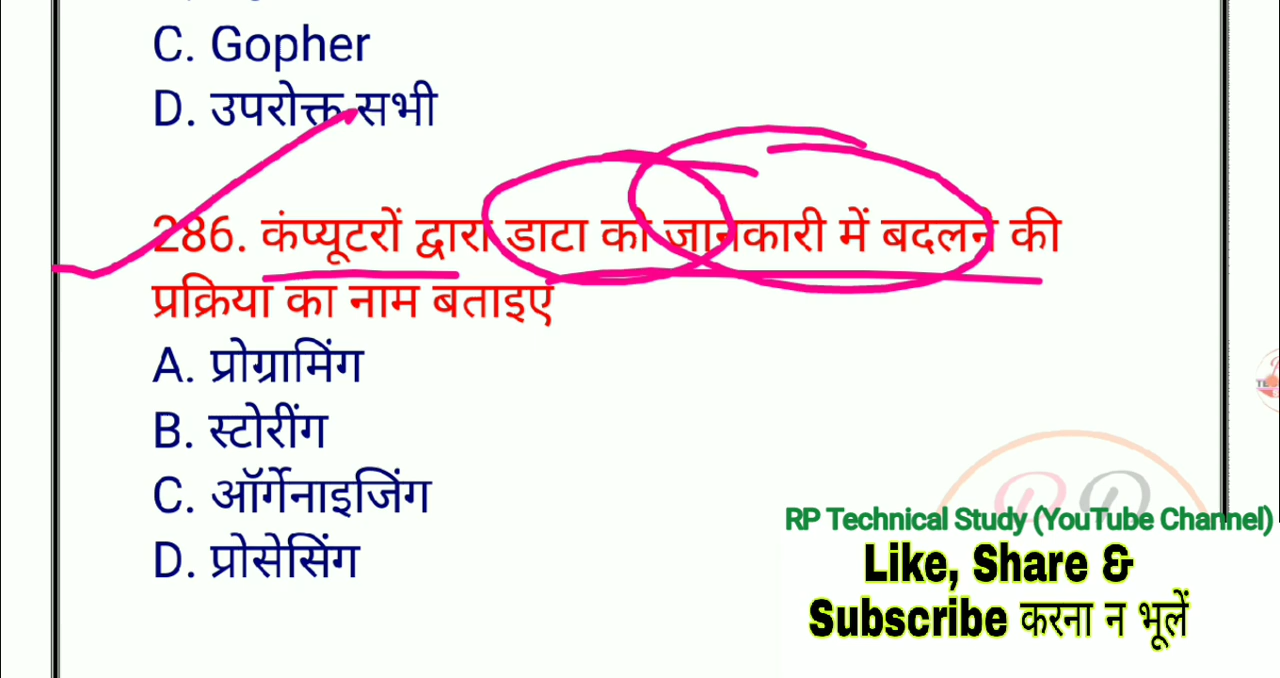 C. Gopher
D. उपरोक्त सभी
286. कंप्यूटरों द्वारा डाटा को जानकारी में बदलने की
प्रक्रिया का नाम बताइए
A. प्रोग्रामिंग
B. स्टोरींग
C. ऑर्गेनाइजिंग
D. प्रोसेसिंग
RP Technical Study (YouTube Channel)
Like, Share &
Subscribe करना न भूलें